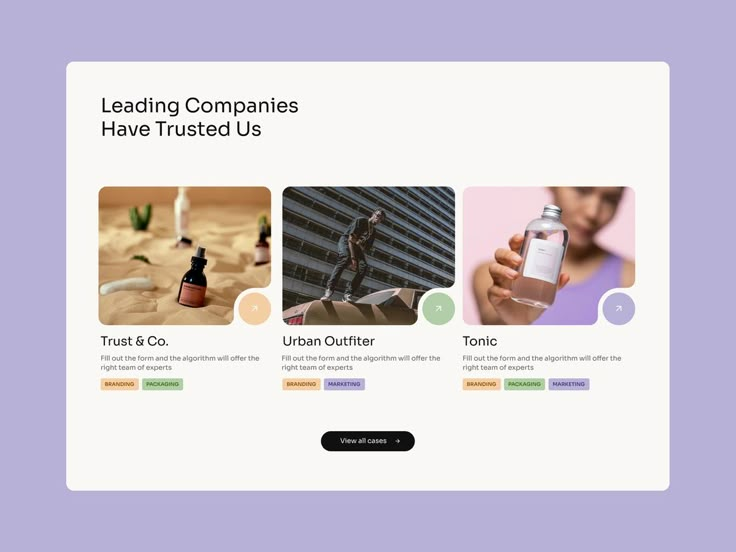 Leading Companies
Have Trusted Us
Trust & Co.
Fill out the form and the algorithm will offer the
right team of experts
BRANDING PACKAGING
Urban Outfiter
Fill out the form and the algorithm will offer the
right team of experts
BRANDING MARKETING
Tonic
Fill out the form and the algorithm will offer the
right team of experts
BRANDING PACKAGING MARKETING
View all cases →